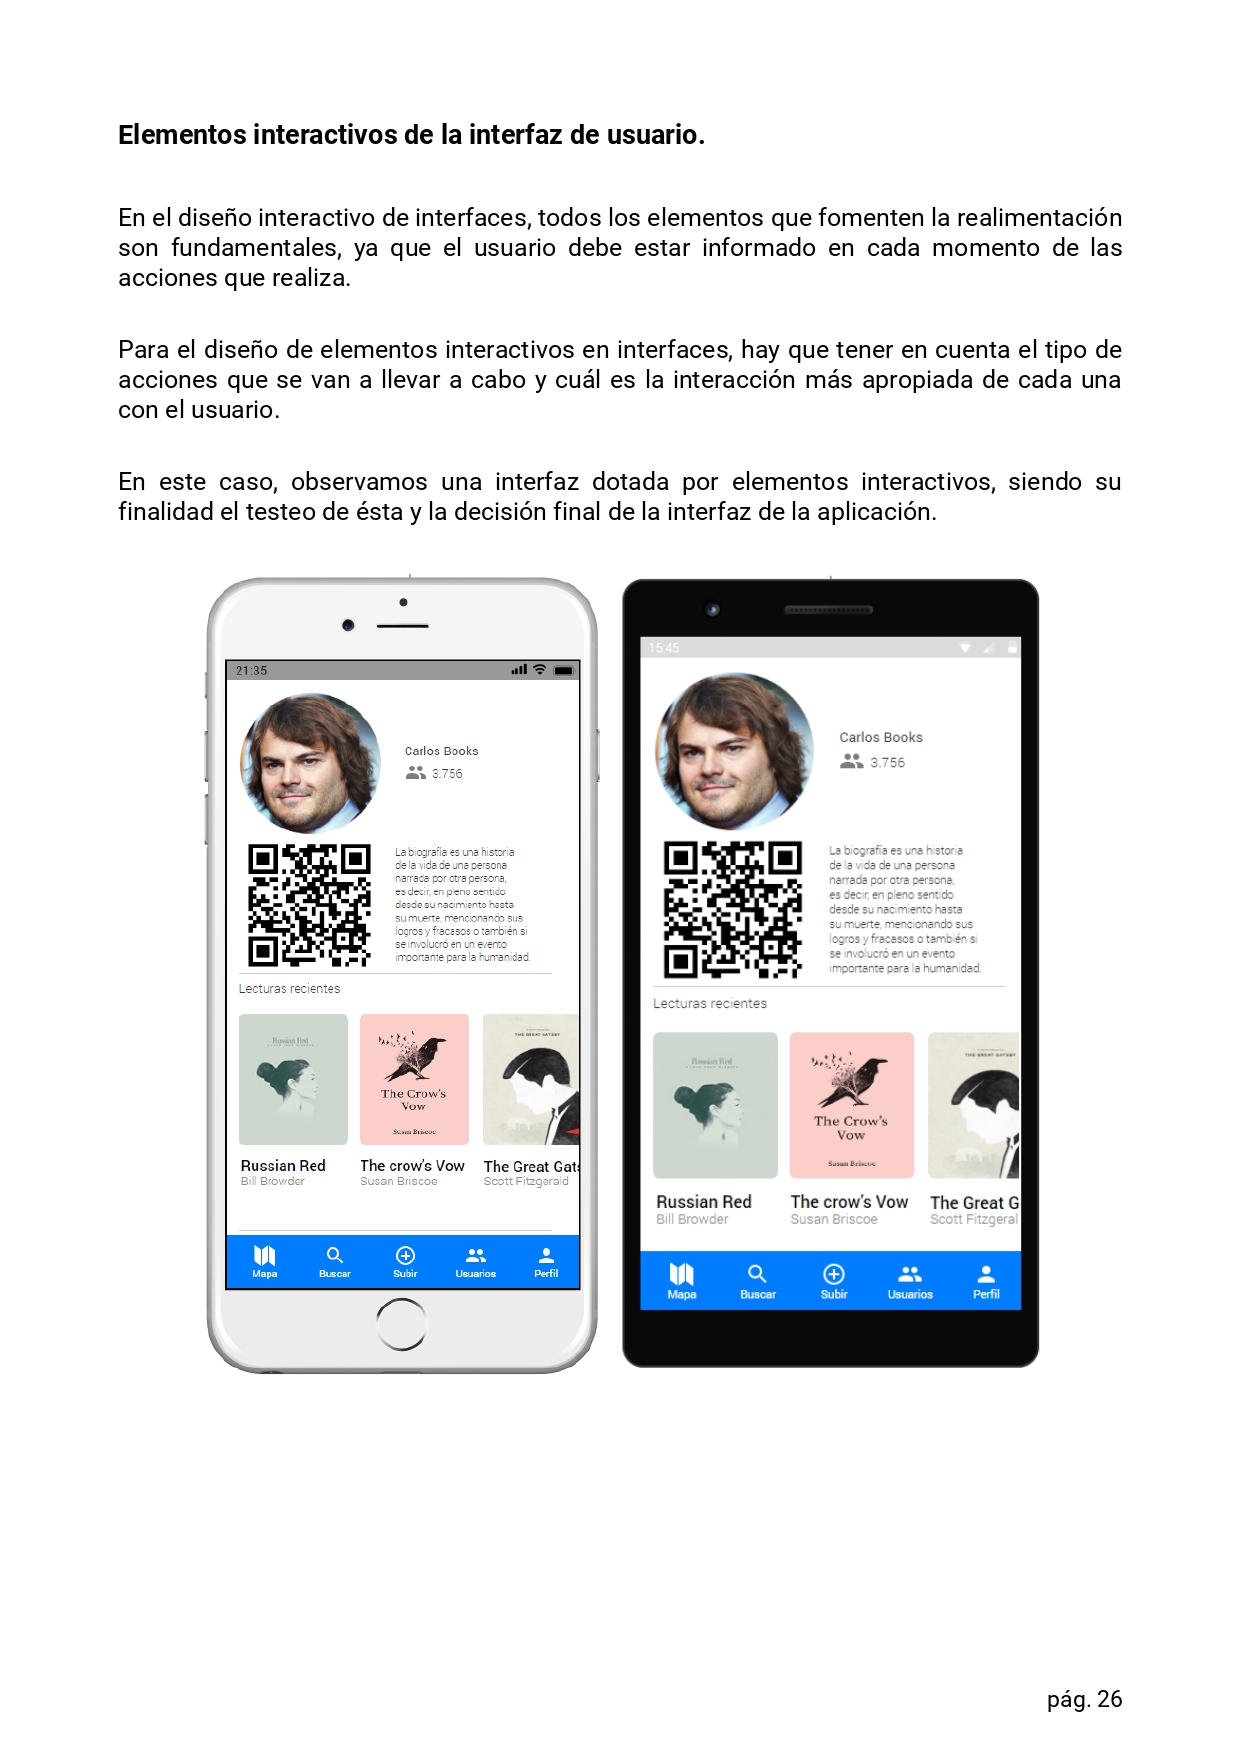 Elementos interactivos de la interfaz de usuario.
En el diseño interactivo de interfaces, todos los elementos que fomenten la realimentación
son fundamentales, ya que el usuario debe estar informado en cada momento de las
acciones que realiza.
Para el diseño de elementos interactivos en interfaces, hay que tener en cuenta el tipo de
acciones que se van a llevar a cabo y cuál es la interacción más apropiada de cada una
con el usuario.
En este caso, observamos una interfaz dotada por elementos interactivos, siendo su
finalidad el testeo de ésta y la decisión final de la interfaz de la aplicación.
21:35
Carlos Books
3.756
La biografía es una historia
de la vida de una persona
narrada por otra persona,
es decir, en pleno sentido
desde su nacimiento hasta
su muerte, mencionando sus
logros y fracasos o también si
se involucró en un evento
importante para la humanidad.
Lecturas recientes
Russian Red
The Crow's
Vow
Susan Briscoe
THE GREAT GATSBY
Russian Red
Bill Browder
The crow's Vow
Susan Briscoe
The Great Gats
Scott Fitzgerald
Mapa
Buscar
Subir
Usuarios
Perfil
15:45
Carlos Books
3.756
La biografía es una historia
de la vida de una persona
narrada por otra persona,
es decir, en pleno sentido
desde su nacimiento hasta
su muerte, mencionando sus
logros y fracasos o también si
se involucró en un evento
importante para la humanidad.
Lecturas recientes
Russian Red
The Crow's
Vow
Susan Briscoe
THE GREAT GATSBY
Russian Red
Bill Browder
The crow's Vow
Susan Briscoe
The Great G
Scott Fitzgeral
Mapa
Buscar
Subir
Usuarios
Perfil
pág. 26